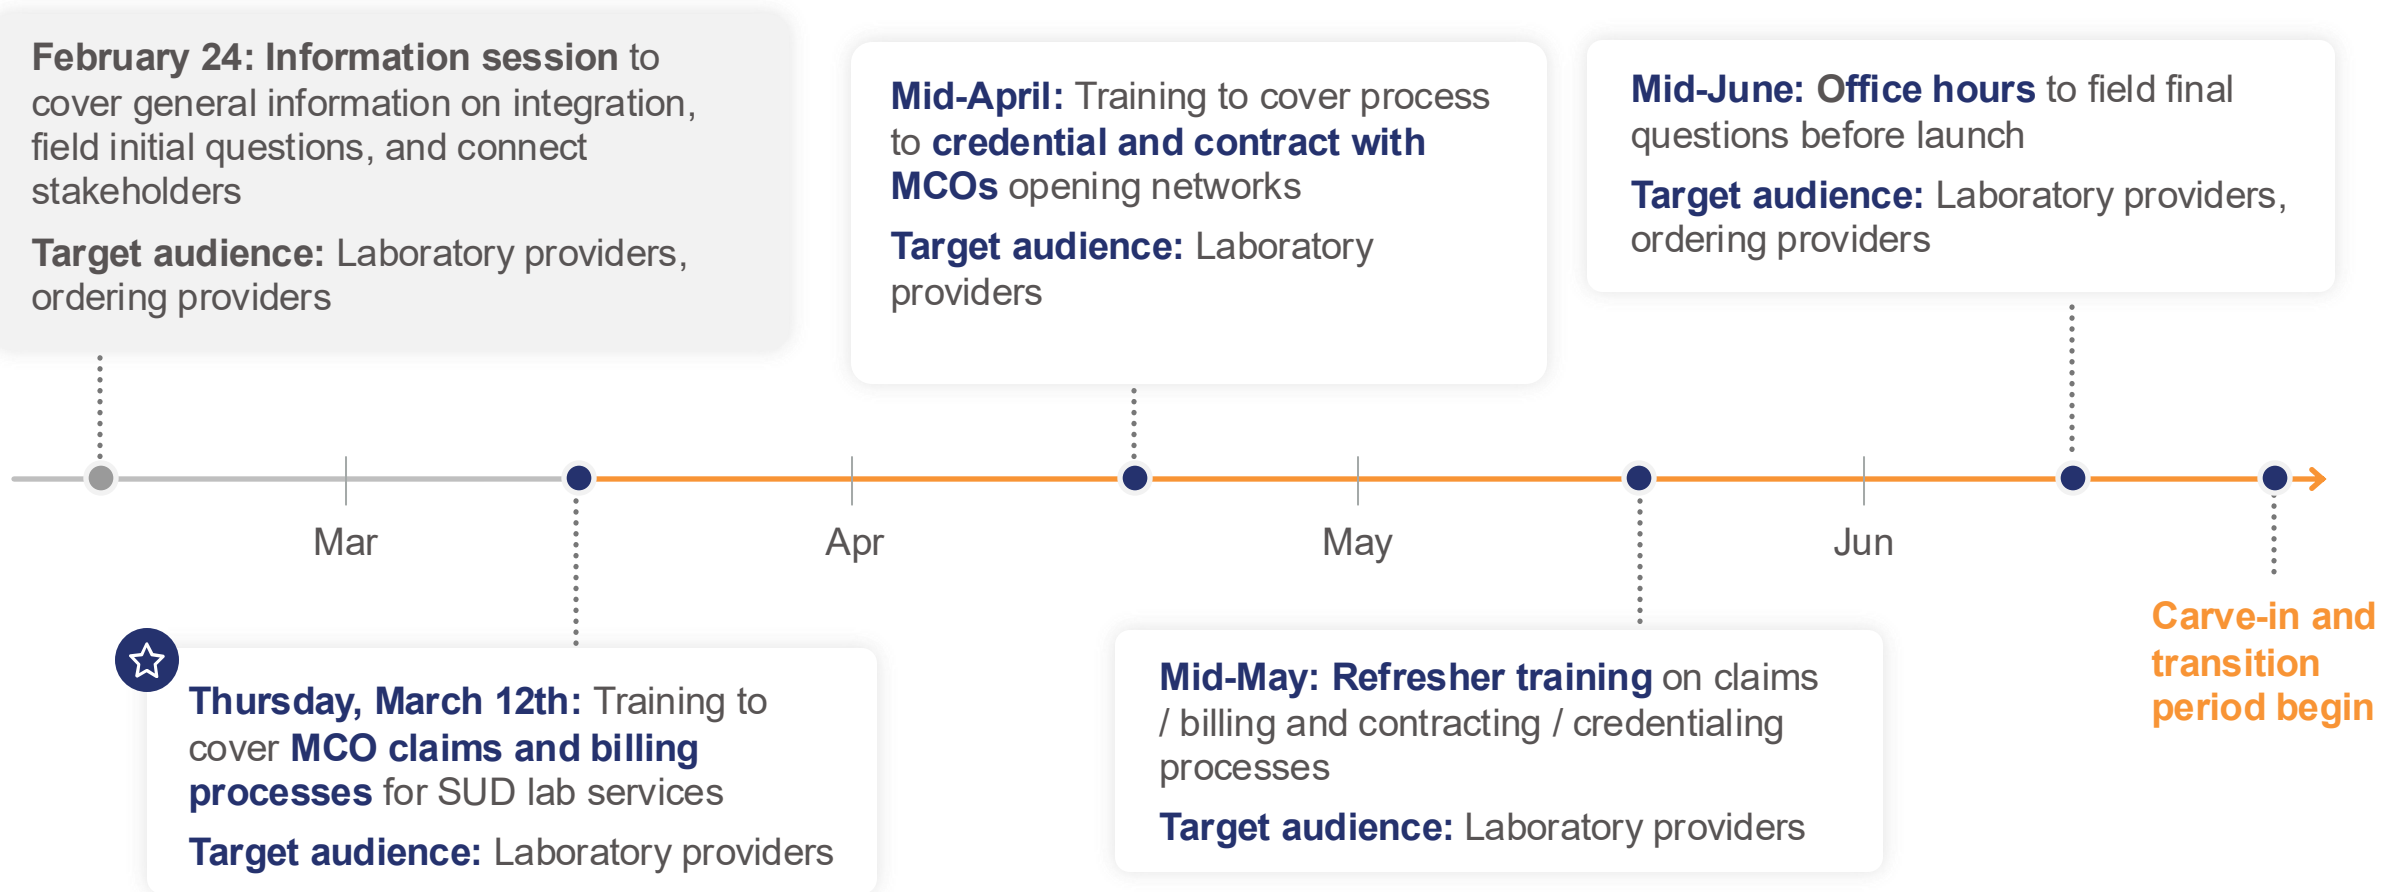 February 24: Information session to
cover general information on integration,
field initial questions, and connect
stakeholders
Target audience: Laboratory providers,
ordering providers
Mid-April: Training to cover process
to credential and contract with
MCOs opening networks
Target audience: Laboratory
providers
Mid-June: Office hours to field final
questions before launch
Target audience: Laboratory providers,
ordering providers
Mar
Apr
May
Jun
Thursday, March 12th: Training to
cover MCO claims and billing
processes for SUD lab services
Target audience: Laboratory providers
Mid-May: Refresher training on claims
/ billing and contracting / credentialing
processes
Target audience: Laboratory providers
Carve-in and
transition
period begin